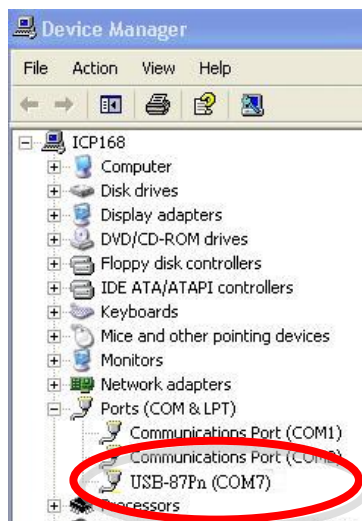 Device Manager
File Action View Help
ICP168
Computer
Disk drives
Display adapters
DVD/CD-ROM drives
Floppy disk controllers
IDE ATA/ATAPI controllers
Keyboards
Mice and other pointing devices
Monitors
Network adapters
Ports (COM & LPT)
Communications Port (COM1)
Communications Port (COM2)
USB-87Pn (COM7)
Processors